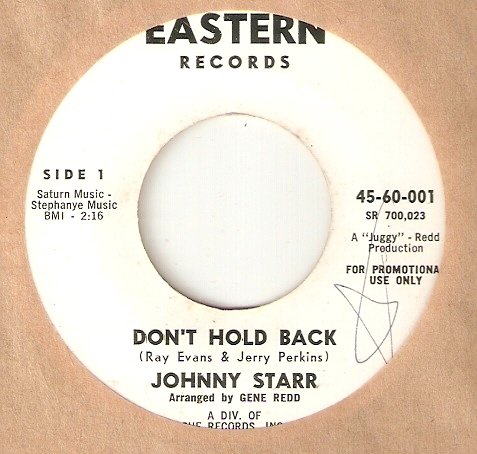 EASTERN
RECORDS
SIDE 1
Saturn Music -
Stephanye Music
BMI - 2:16
45-60-001
SR 700,023
A "Juggy" - Redd
Production
FOR PROMOTIONA
USE ONLY
DON'T HOLD BACK
(Ray Evans & Jerry Perkins)
JOHNNY STARR
Arranged by GENE REDD
A DIV. OF
RECORDS, INC